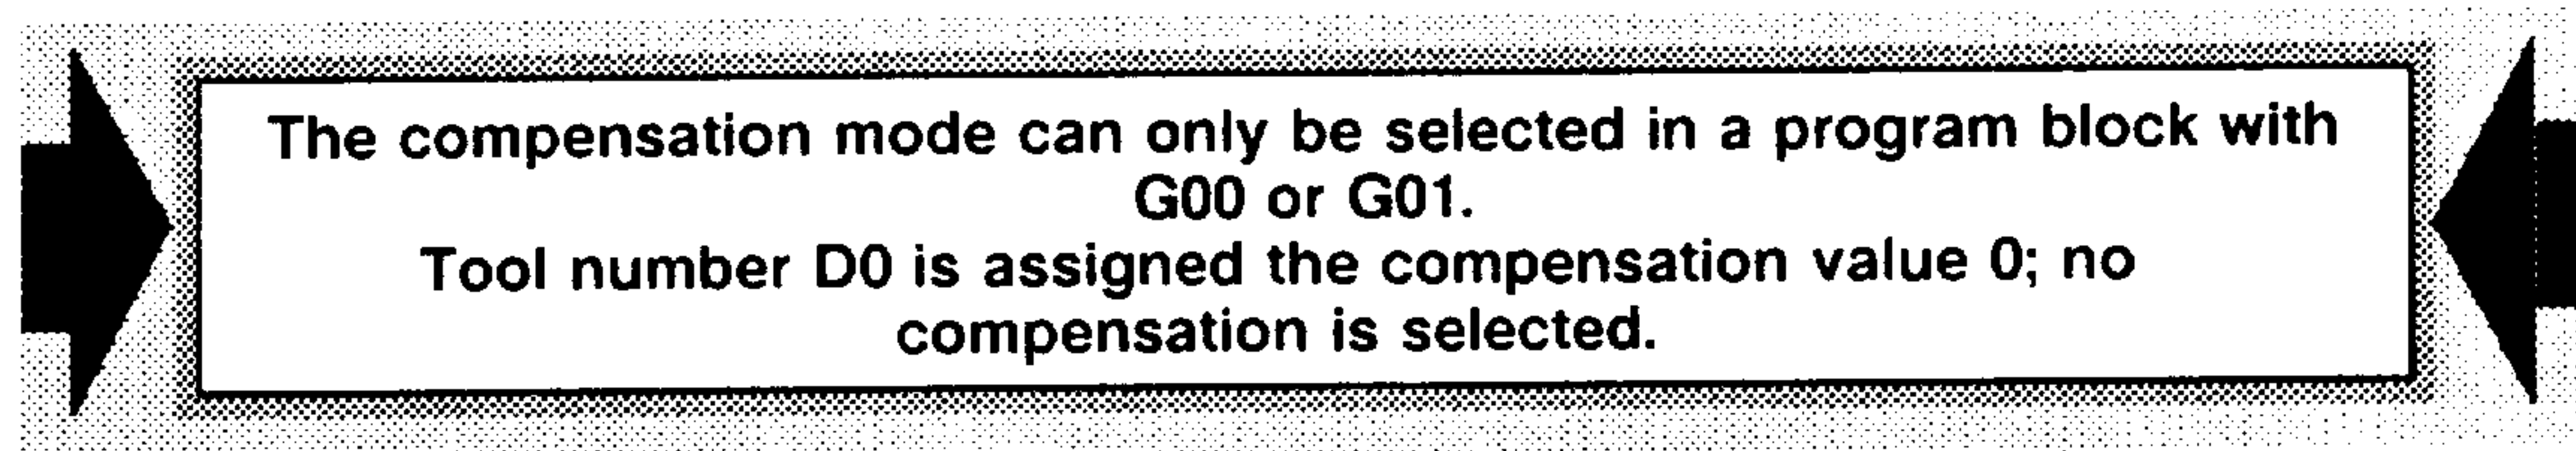 The compensation mode can only be selected in a program block with
G00 or G01.
Tool number D0 is assigned the compensation value 0; no
compensation is selected.